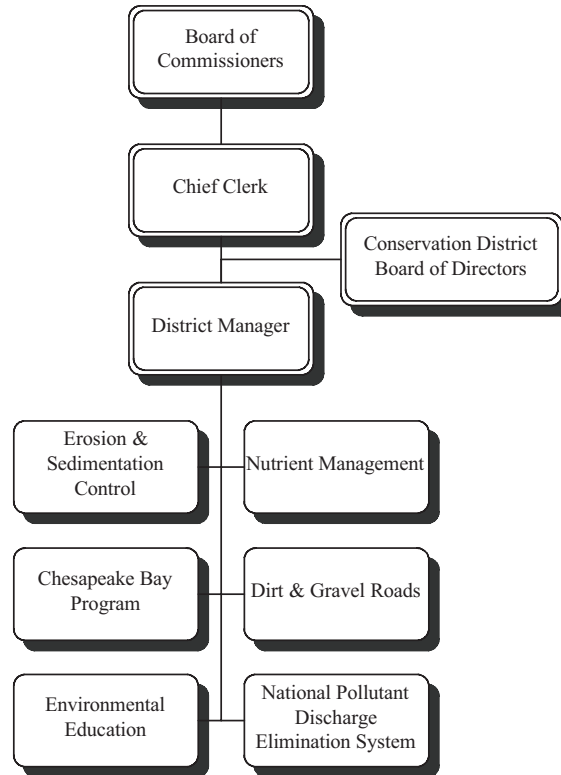 Board of
Commissioners
Chief Clerk
Conservation District
Board of Directors
District Manager
Erosion &
Sedimentation
Control
Nutrient Management
Chesapeake Bay
Program
Dirt & Gravel Roads
Environmental
Education
National Pollutant
Discharge
Elimination System